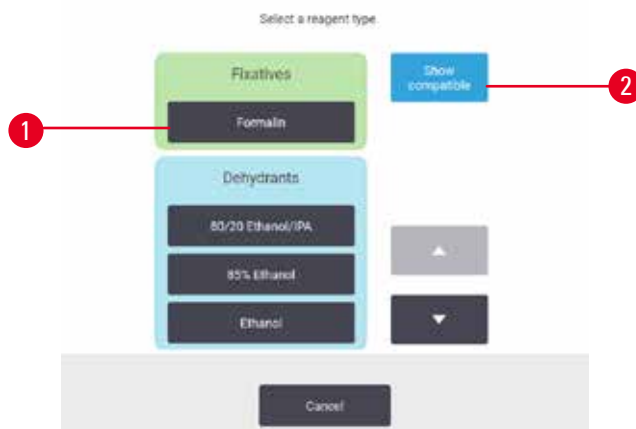 Select a reagent type.
Fixatives
Show
compatible
1
Formalin
2
Dehydrants
80/20 Ethanol/IPA
85% Ethanol
Ethanol
Cancel